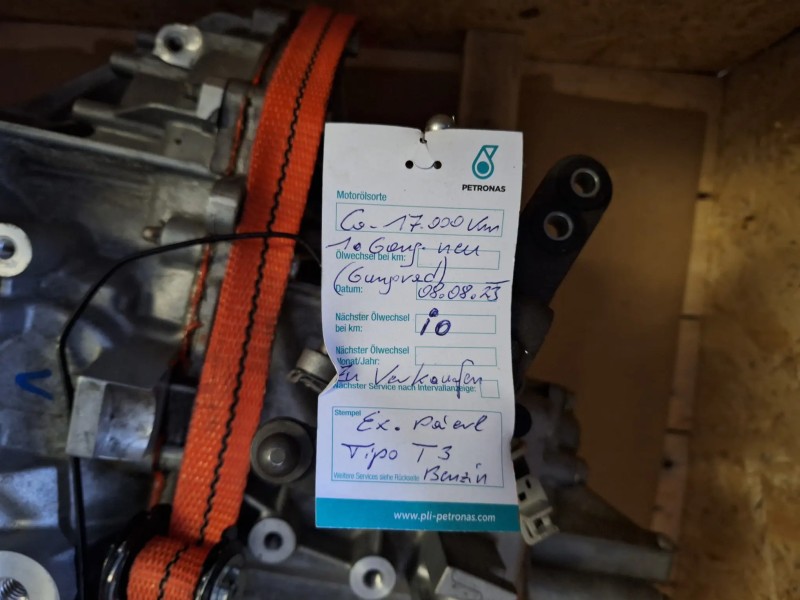 PETRONAS
Motorölsorte
Ca. 17.000 km
1. Gang neu
Ölwechsel bei km:
(Gangrad)
Datum: 08.08.23
Nächster Ölwechsel
bei km: io
Nächster Ölwechsel
Monat/Jahr:
zu Verkaufen
Nächster Service nach Intervallanzeige:
Stempel
Ex.
Tipo T3
Weitere Services siehe Rückseite Benzin
www.pli-petronas.com